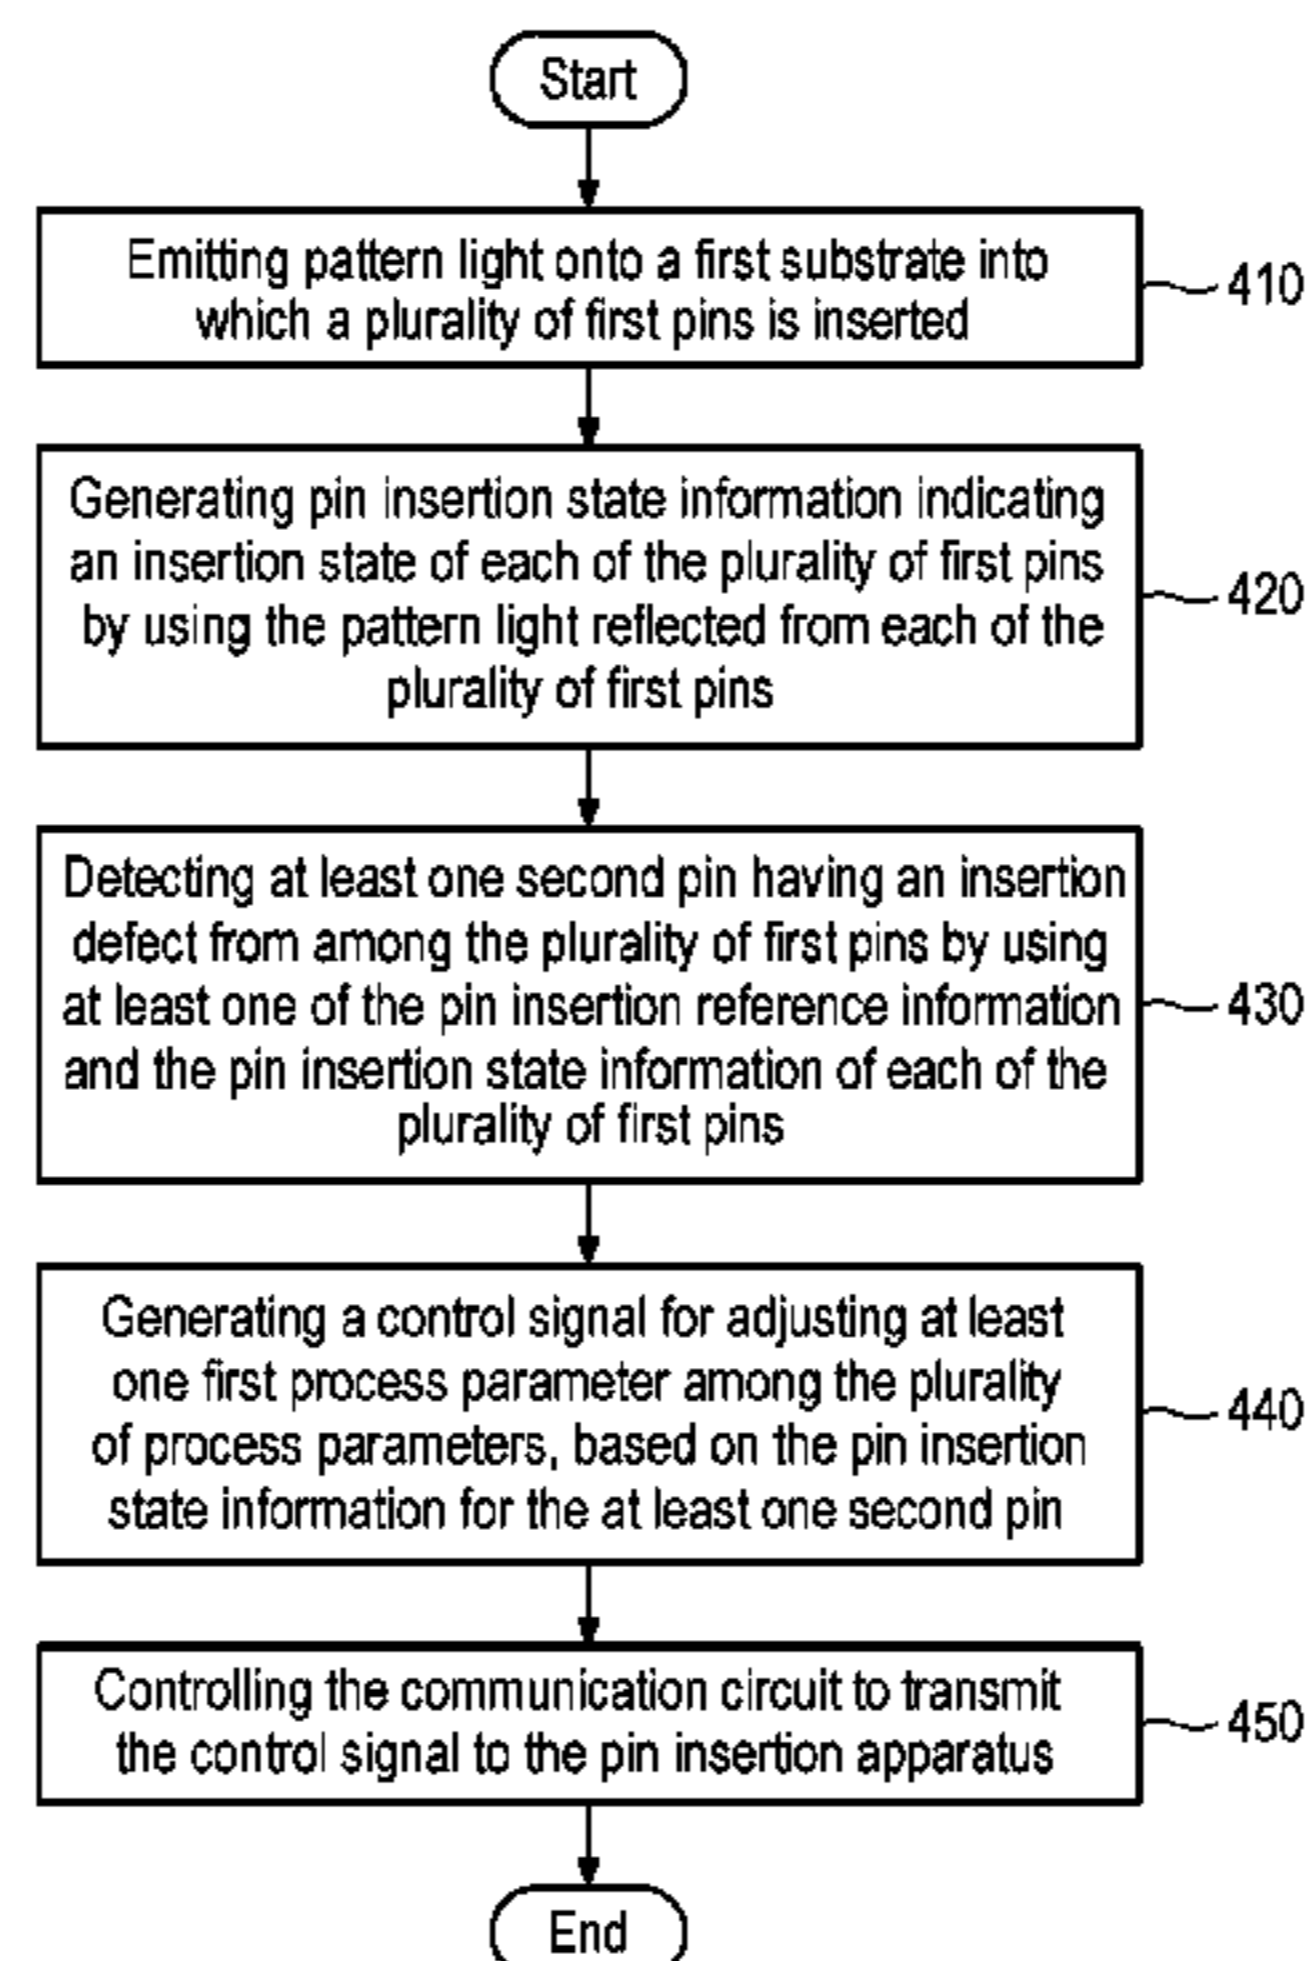 Start
Emitting pattern light onto a first substrate into
which a plurality of first pins is inserted
410
Generating pin insertion state information indicating
an insertion state of each of the plurality of first pins
by using the pattern light reflected from each of the
plurality of first pins
420
Detecting at least one second pin having an insertion
defect from among the plurality of first pins by using
at least one of the pin insertion reference information
and the pin insertion state information of each of the
plurality of first pins
430
Generating a control signal for adjusting at least
one first process parameter among the plurality
of process parameters, based on the pin insertion
state information for the at least one second pin
440
Controlling the communication circuit to transmit
the control signal to the pin insertion apparatus
450
End